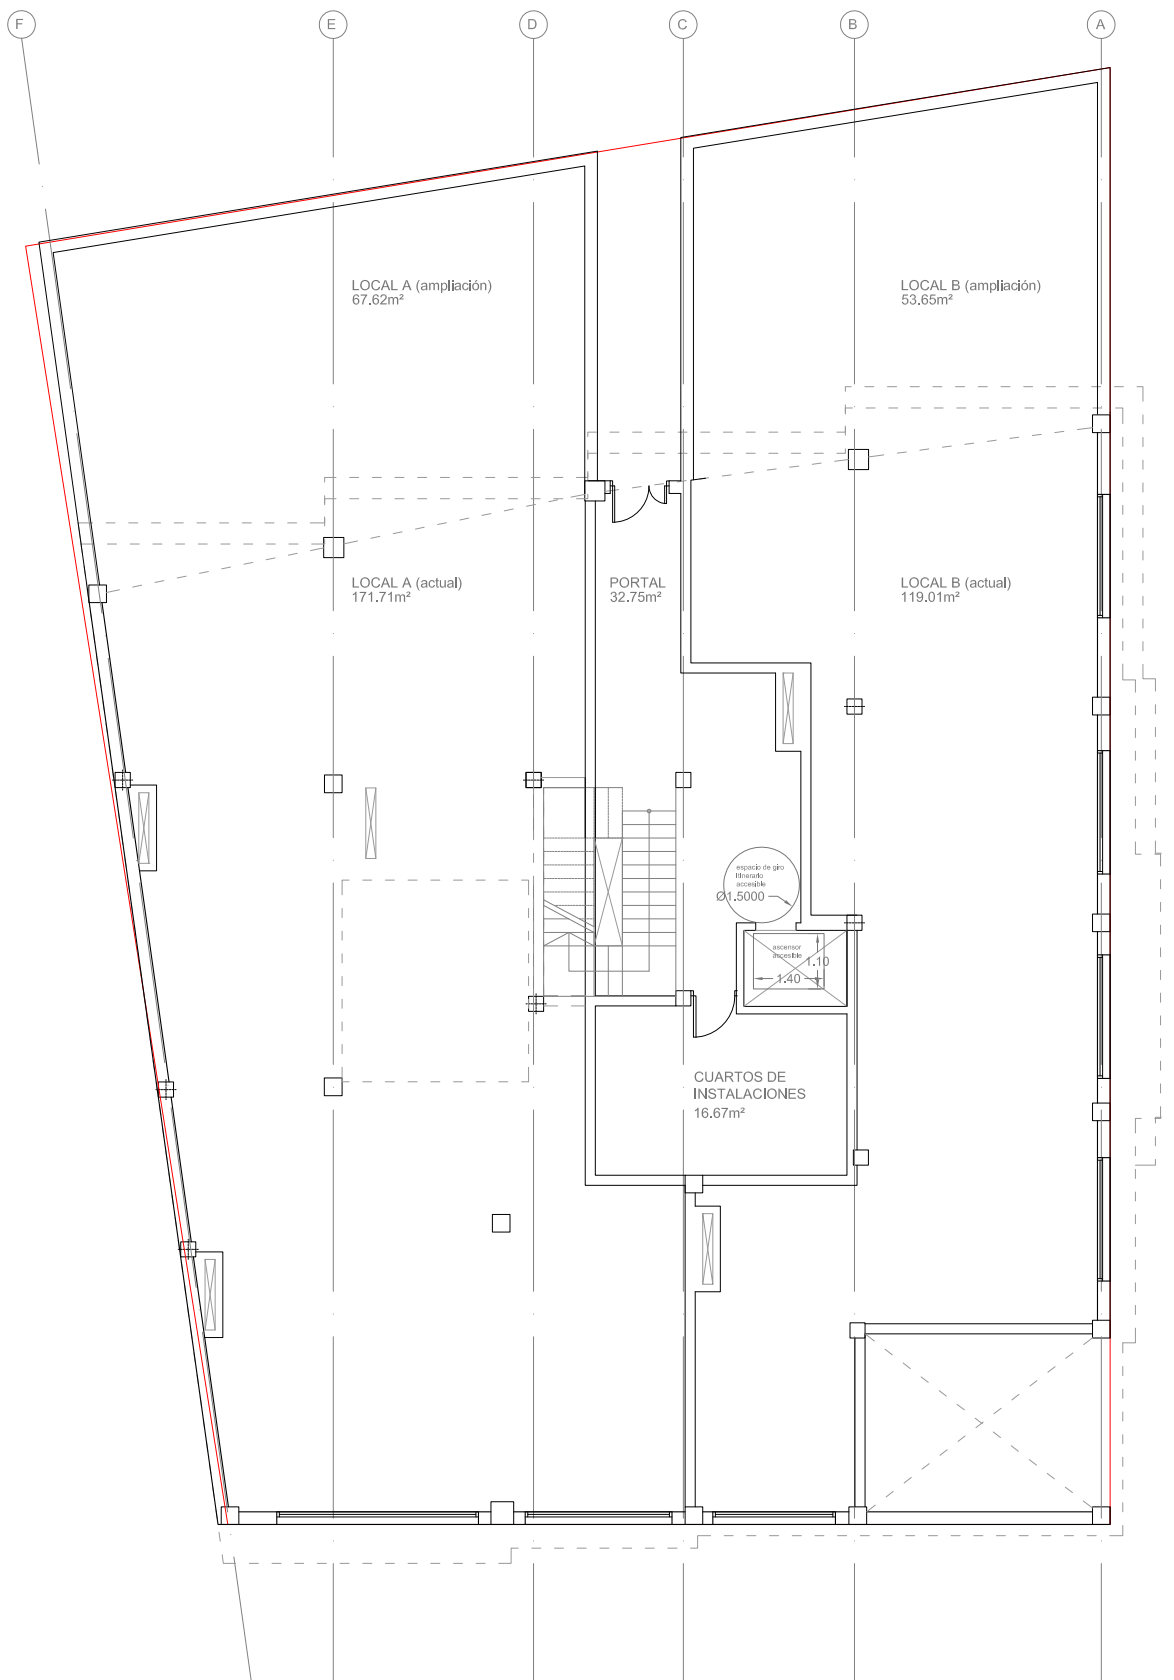 F E D C B A
LOCAL A (ampliación)
67.62m²
LOCAL B (ampliación)
53.65m²
LOCAL A (actual)
171.71m²
PORTAL
32.75m²
LOCAL B (actual)
119.01m²
espacio de giro
itinerario
accesible
Ø1.5000
ascensor
accesible
1.10
1.40
CUARTOS DE
INSTALACIONES
16.67m²